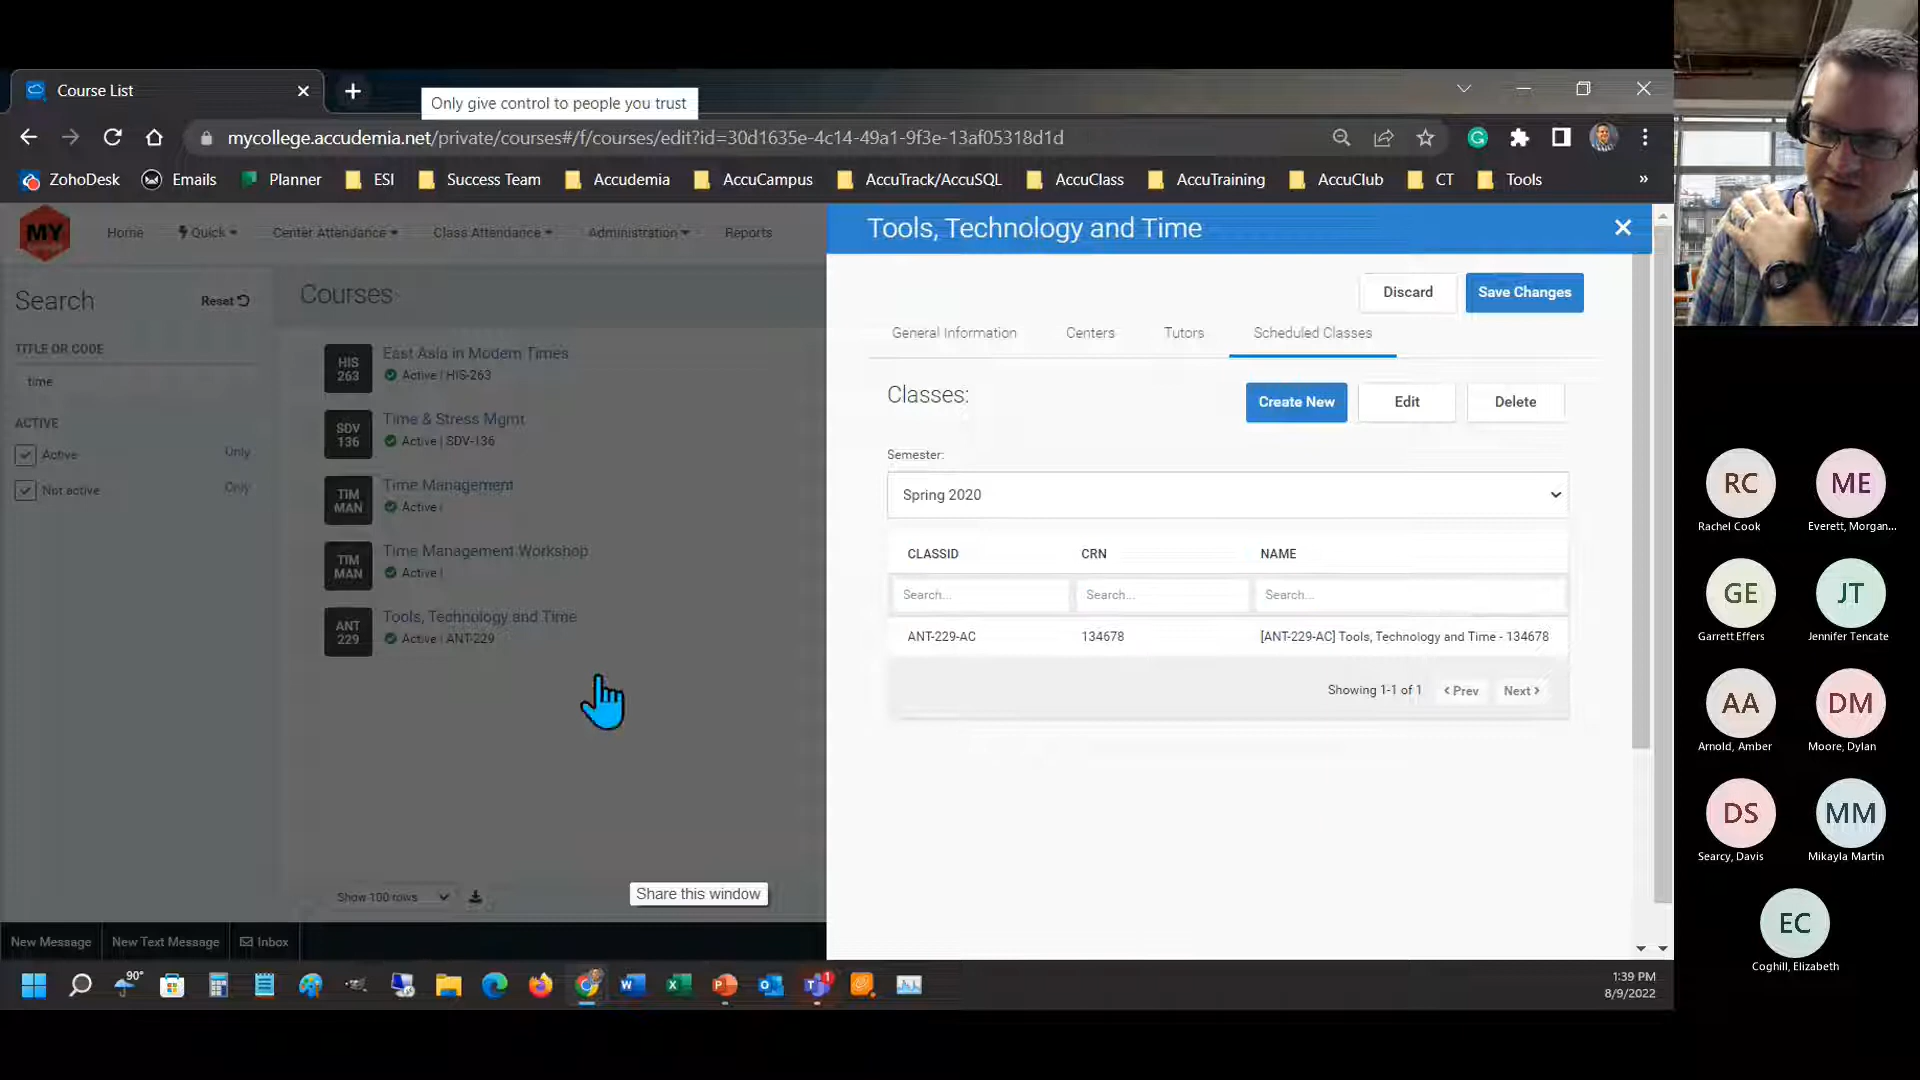 Course List
Only give control to people you trust
mycollege.accudemia.net/private/courses#/f/courses/edit?id=30d1635e-4c14-49a1-9f3e-13af05318d1d
ZohoDesk Emails Planner ESI Success Team Accudemia AccuCampus AccuTrack/AccuSQL AccuClass AccuTraining AccuClub CT Tools »
MY Home Quick Center Attendance Class Attendance Administration Reports
Search Reset
TITLE OR CODE
time
ACTIVE
Active Only
Not active Only
Courses
HIS 263
East Asia in Modern Times
Active | HIS-263
SDV 136
Time & Stress Mgmt
Active | SDV-136
TIM MAN
Time Management
Active |
TIM MAN
Time Management Workshop
Active |
ANT 229
Tools, Technology and Time
Active | ANT-229
Show 100 rows
Share this window
New Message New Text Message Inbox
Tools, Technology and Time
Discard Save Changes
General Information Centers Tutors Scheduled Classes
Classes: Create New Edit Delete
Semester:
Spring 2020
CLASSID CRN NAME
Search... Search... Search...
ANT-229-AC 134678 [ANT-229-AC] Tools, Technology and Time - 134678
Showing 1-1 of 1 Prev Next
90°
1
1:39 PM
8/9/2022
RC ME
Rachel Cook Everett, Morgan...
GE JT
Garrett Effers Jennifer Tencate
AA DM
Arnold, Amber Moore, Dylan
DS MM
Searcy, Davis Mikayla Martin
EC
Coghill, Elizabeth